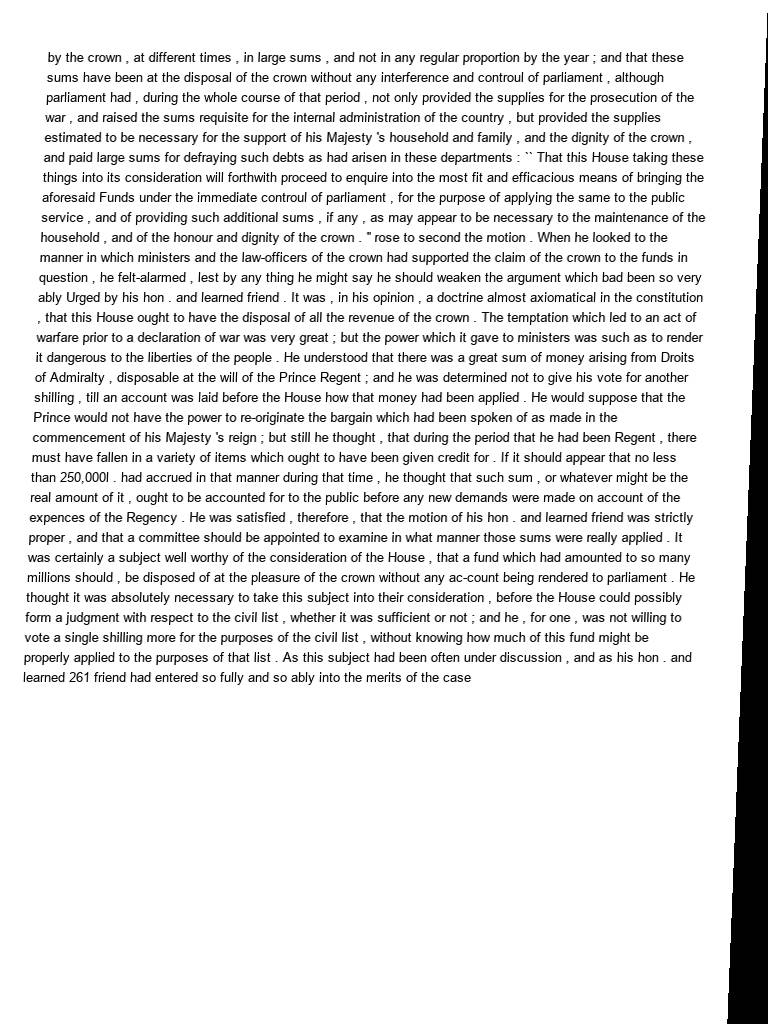 by the crown , at different times , in large sums , and not in any regular proportion by the year ; and that these
sums have been at the disposal of the crown without any interference and controul of parliament , although
parliament had , during the whole course of that period , not only provided the supplies for the prosecution of the
war , and raised the sums requisite for the internal administration of the country , but provided the supplies
estimated to be necessary for the support of his Majesty 's household and family , and the dignity of the crown ,
and paid large sums for defraying such debts as had arisen in these departments : `` That this House taking these
things into its consideration will forthwith proceed to enquire into the most fit and efficacious means of bringing the
aforesaid Funds under the immediate controul of parliament , for the purpose of applying the same to the public
service , and of providing such additional sums , if any , as may appear to be necessary to the maintenance of the
household , and of the honour and dignity of the crown . '' rose to second the motion . When he looked to the
manner in which ministers and the law-officers of the crown had supported the claim of the crown to the funds in
question , he felt-alarmed , lest by any thing he might say he should weaken the argument which bad been so very
ably Urged by his hon . and learned friend . It was , in his opinion , a doctrine almost axiomatical in the constitution
, that this House ought to have the disposal of all the revenue of the crown . The temptation which led to an act of
warfare prior to a declaration of war was very great ; but the power which it gave to ministers was such as to render
it dangerous to the liberties of the people . He understood that there was a great sum of money arising from Droits
of Admiralty , disposable at the will of the Prince Regent ; and he was determined not to give his vote for another
shilling , till an account was laid before the House how that money had been applied . He would suppose that the
Prince would not have the power to re-originate the bargain which had been spoken of as made in the
commencement of his Majesty 's reign ; but still he thought , that during the period that he had been Regent , there
must have fallen in a variety of items which ought to have been given credit for . If it should appear that no less
than 250,000l . had accrued in that manner during that time , he thought that such sum , or whatever might be the
real amount of it , ought to be accounted for to the public before any new demands were made on account of the
expences of the Regency . He was satisfied , therefore , that the motion of his hon . and learned friend was strictly
proper , and that a committee should be appointed to examine in what manner those sums were really applied . It
was certainly a subject well worthy of the consideration of the House , that a fund which had amounted to so many
millions should , be disposed of at the pleasure of the crown without any ac-count being rendered to parliament . He
thought it was absolutely necessary to take this subject into their consideration , before the House could possibly
form a judgment with respect to the civil list , whether it was sufficient or not ; and he , for one , was not willing to
vote a single shilling more for the purposes of the civil list , without knowing how much of this fund might be
properly applied to the purposes of that list . As this subject had been often under discussion , and as his hon . and
learned 261 friend had entered so fully and so ably into the merits of the case